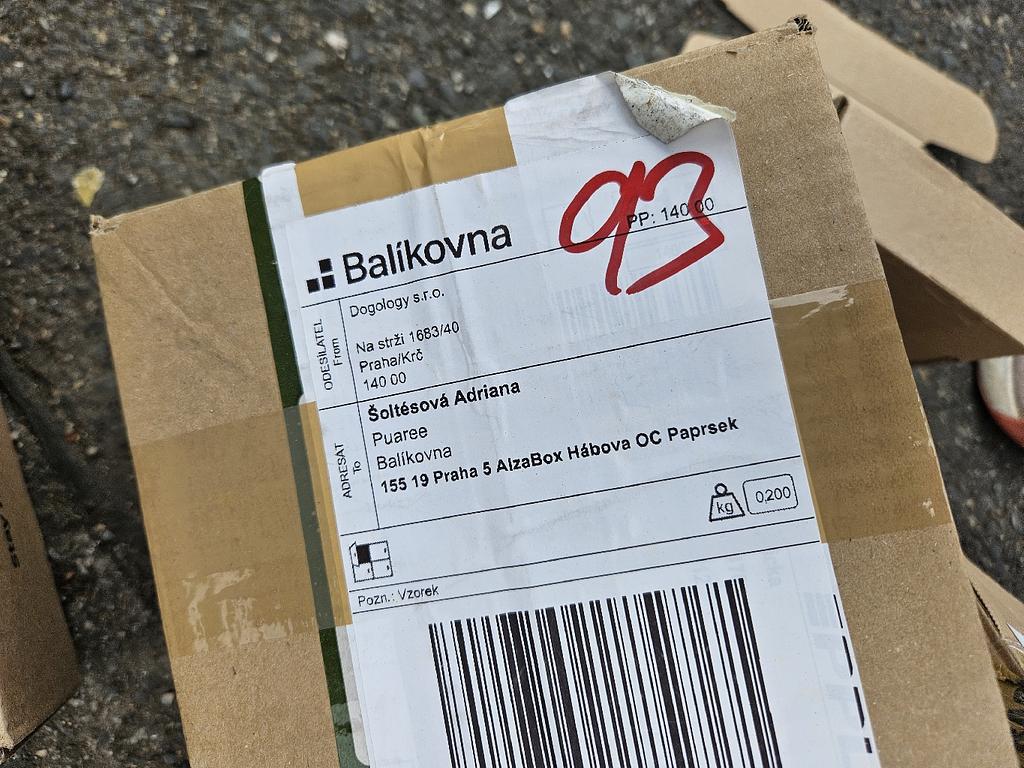 Balíkovna
913
PP: 140 00
ODESÍLATEL
From
Dogology s.r.o.
Na strži 1683/40
Praha/Krč
140 00
ADRESÁT
To
Šoltésová Adriana
Puaree
Balíkovna
155 19 Praha 5 AlzaBox Hábova OC Paprsek
kg
0,200
Pozn.: Vzorek